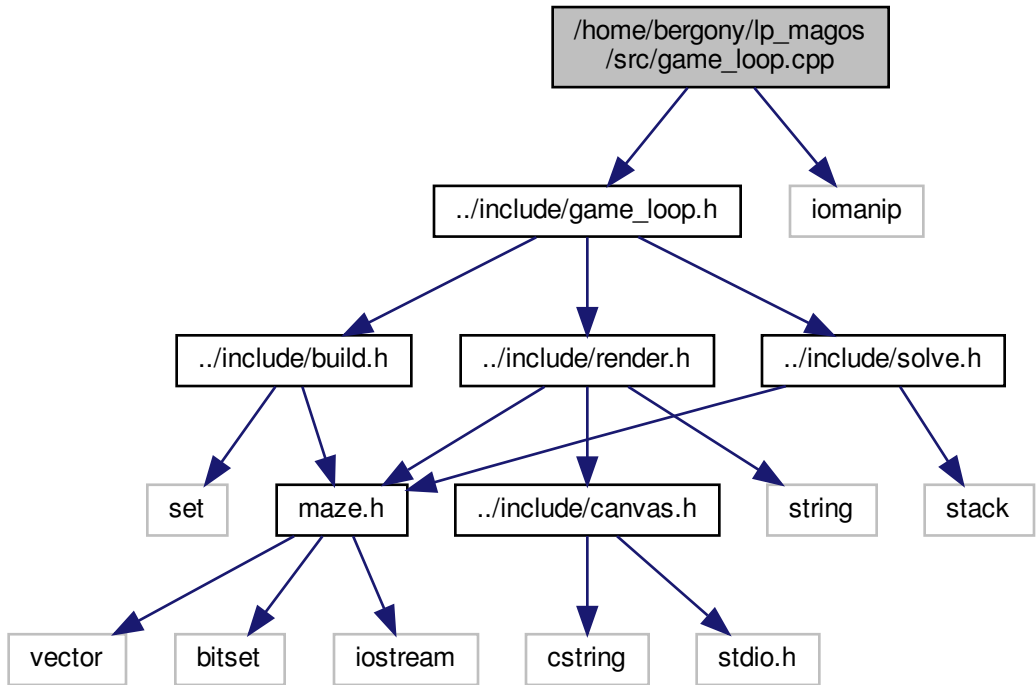 /home/bergony/lp_magos
/src/game_loop.cpp
../include/game_loop.h
iomanip
../include/build.h
../include/render.h
../include/solve.h
set
maze.h
../include/canvas.h
string
stack
vector
bitset
iostream
cstring
stdio.h